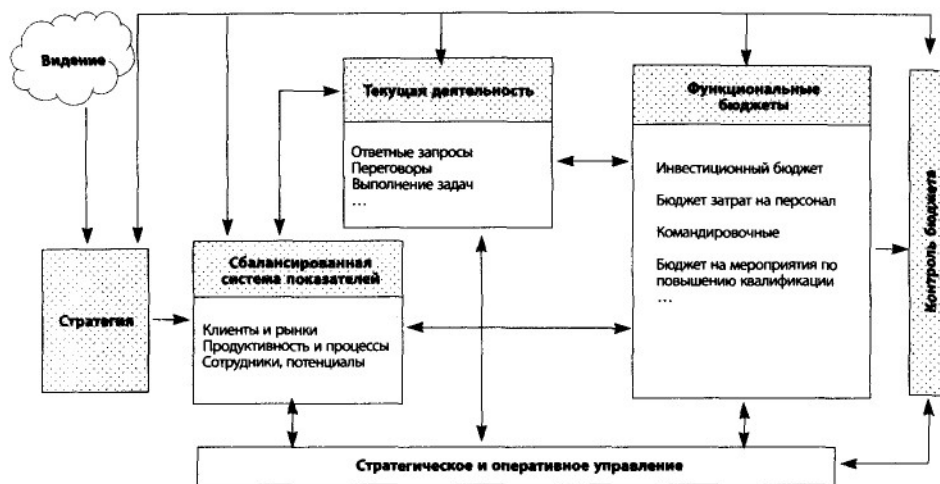 Видение
Текущая деятельность
Ответные запросы
Переговоры
Выполнение задач
...
Функциональные
бюджеты
Инвестиционный бюджет
Бюджет затрат на персонал
Командировочные
Бюджет на мероприятия по
повышению квалификации
...
Контроль бюджета
Стратегия
Сбалансированная
система показателей
Клиенты и рынки
Продуктивность и процессы
Сотрудники, потенциалы
Стратегическое и оперативное управление